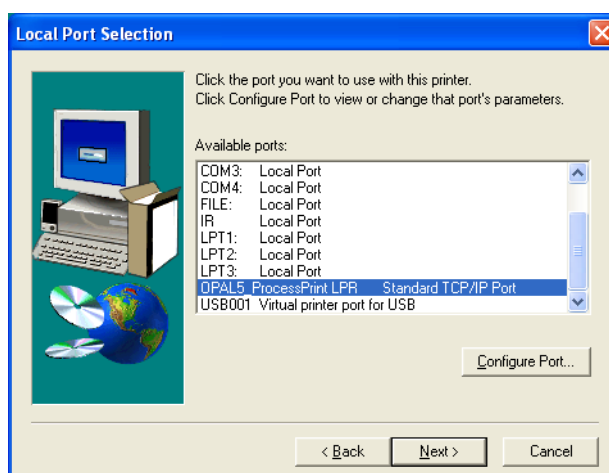 Local Port Selection
Click the port you want to use with this printer.
Click Configure Port to view or change that port's parameters.
Available ports:
COM3: Local Port
COM4: Local Port
FILE: Local Port
IR Local Port
LPT1: Local Port
LPT2: Local Port
LPT3: Local Port
OPAL5_ProcessPrint LPR Standard TCP/IP Port
USB001 Virtual printer port for USB
Configure Port...
< Back Next > Cancel